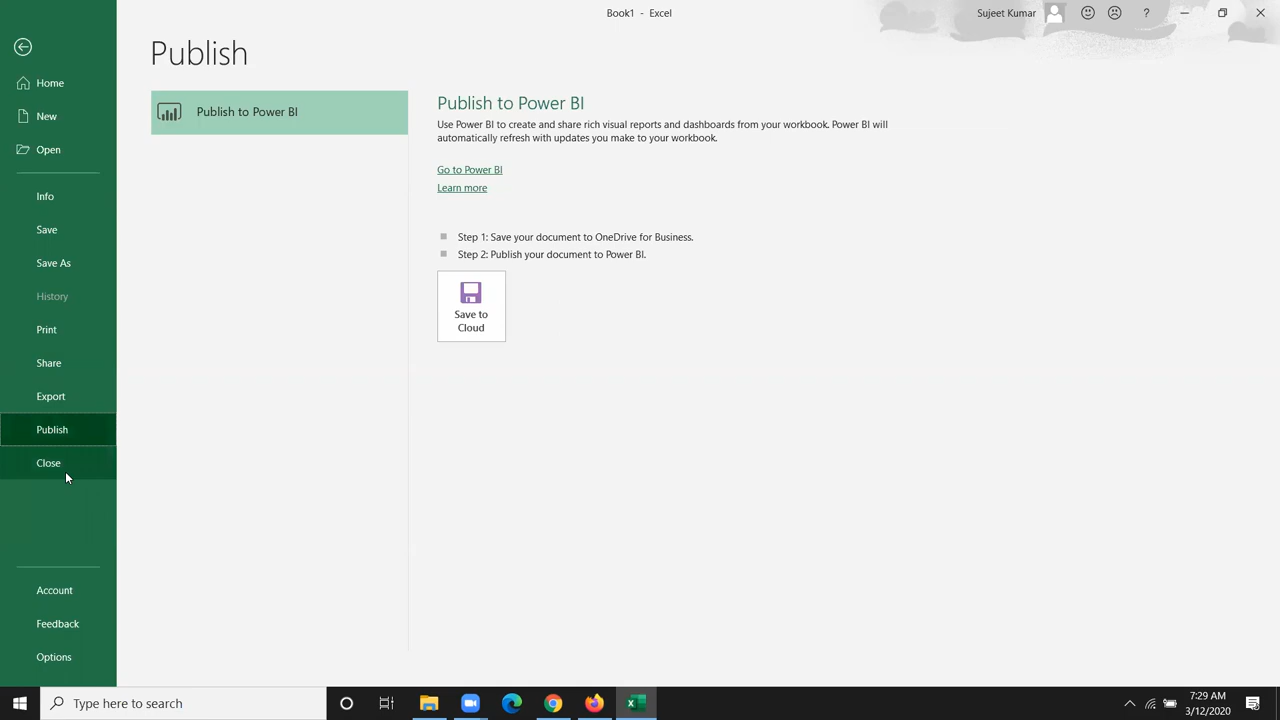 Book1 - Excel
Sujeet Kumar
?
Home
New
Open
Info
Save
Save As
History
Print
Share
Export
Publish
Close
Account
Feedback
Options
Publish
Publish to Power BI
Publish to Power BI
Use Power BI to create and share rich visual reports and dashboards from your workbook. Power BI will
automatically refresh with updates you make to your workbook.
Go to Power BI
Learn more
Step 1: Save your document to OneDrive for Business.
Step 2: Publish your document to Power BI.
Save to
Cloud
Type here to search
7:29 AM
3/12/2020